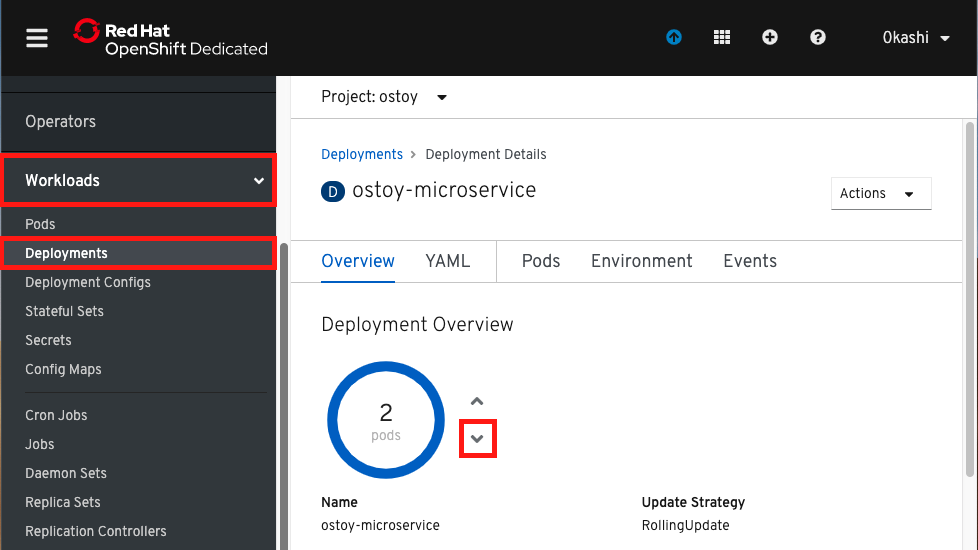 Red Hat
OpenShift Dedicated
Okashi
Operators
Workloads
Pods
Deployments
Deployment Configs
Stateful Sets
Secrets
Config Maps
Cron Jobs
Jobs
Daemon Sets
Replica Sets
Replication Controllers
Project: ostoy
Deployments > Deployment Details
D ostoy-microservice
Actions
Overview YAML Pods Environment Events
Deployment Overview
2
pods
Name Update Strategy
ostoy-microservice RollingUpdate